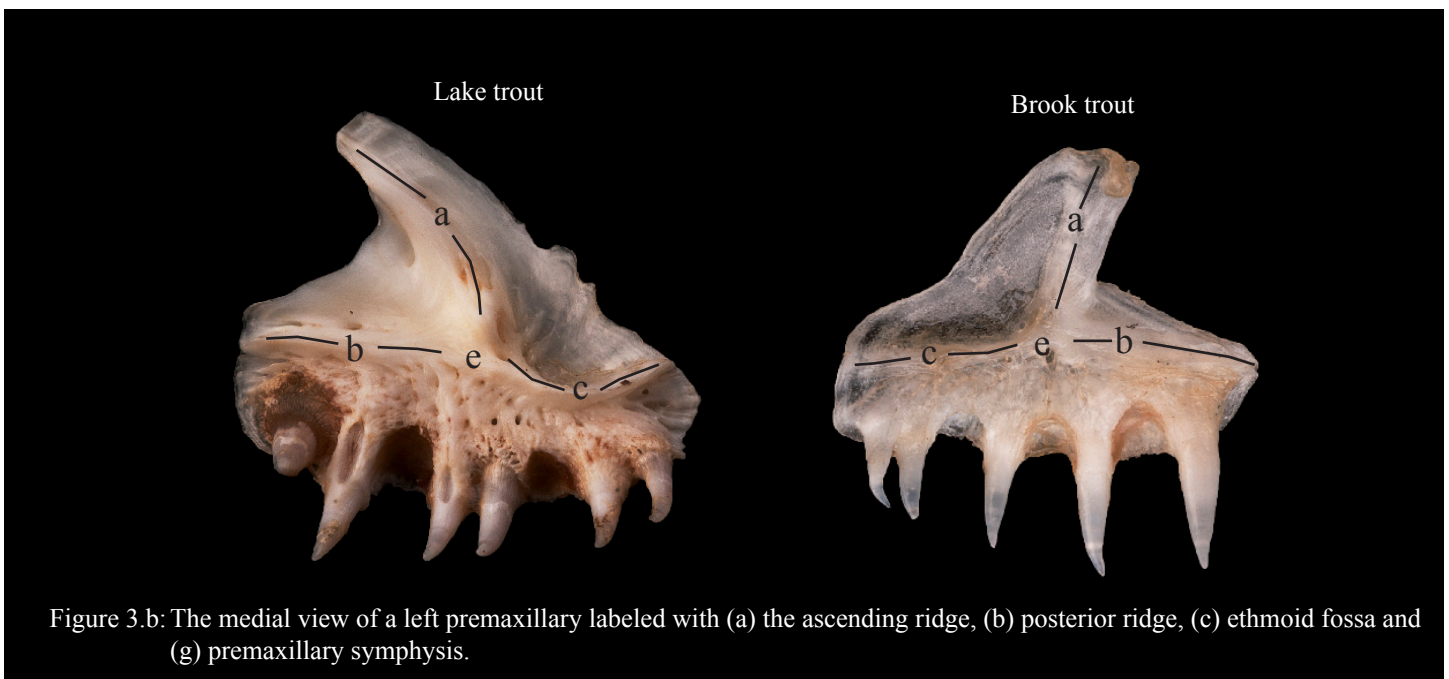 Lake trout
Brook trout
a
a
b
e
c
c
e
b
Figure 3.b: The medial view of a left premaxillary labeled with (a) the ascending ridge, (b) posterior ridge, (c) ethmoid fossa and
(g) premaxillary symphysis.